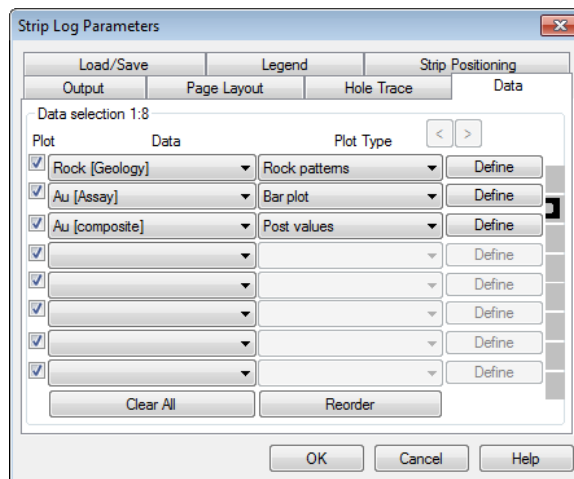 Strip Log Parameters
Load/Save Legend Strip Positioning
Output Page Layout Hole Trace Data
Data selection 1:8
Plot Data Plot Type < >
Rock [Geology] Rock patterns Define
Au [Assay] Bar plot Define
Au [composite] Post values Define
Define
Define
Define
Define
Define
Clear All Reorder
OK Cancel Help